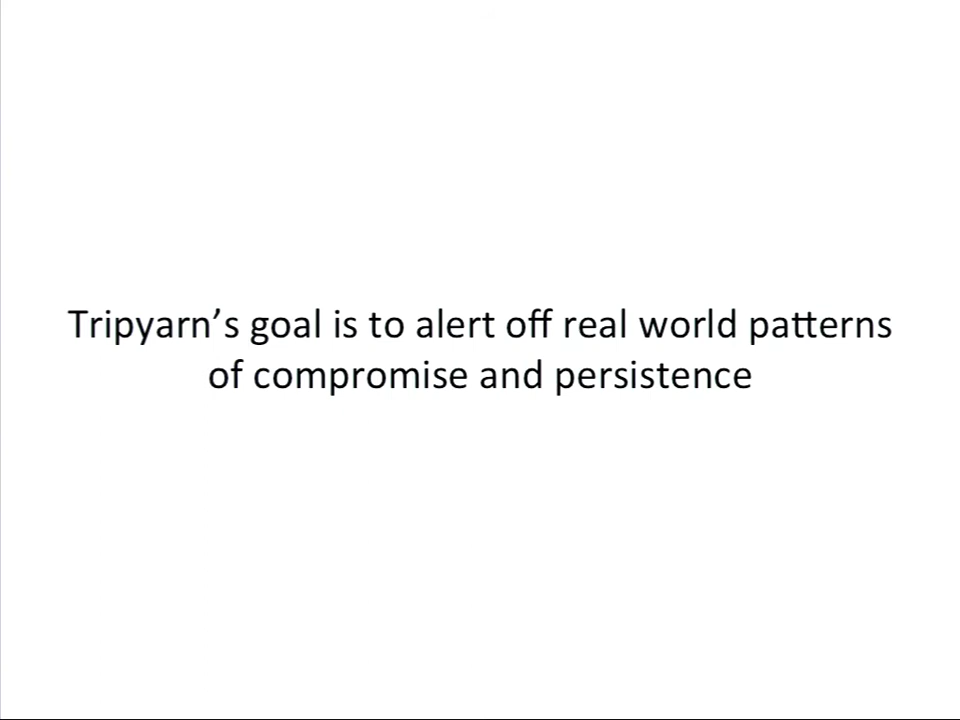 Tripyarn’s goal is to alert off real world patterns
of compromise and persistence